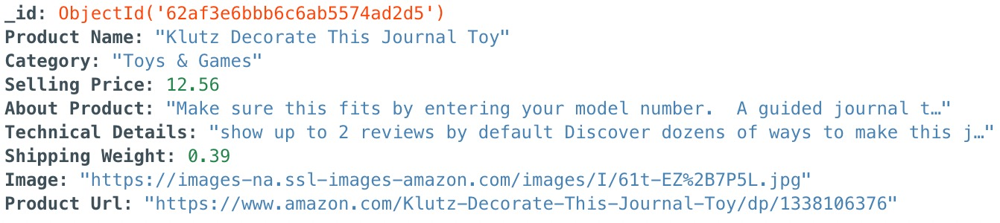 _id: ObjectId('62af3e6bbb6c6ab5574ad2d5')
Product Name: "Klutz Decorate This Journal Toy"
Category: "Toys & Games"
Selling Price: 12.56
About Product: "Make sure this fits by entering your model number.  A guided journal t…"
Technical Details: "show up to 2 reviews by default Discover dozens of ways to make this j…"
Shipping Weight: 0.39
Image: "https://images-na.ssl-images-amazon.com/images/I/61t-EZ%2B7P5L.jpg"
Product Url: "https://www.amazon.com/Klutz-Decorate-This-Journal-Toy/dp/1338106376"